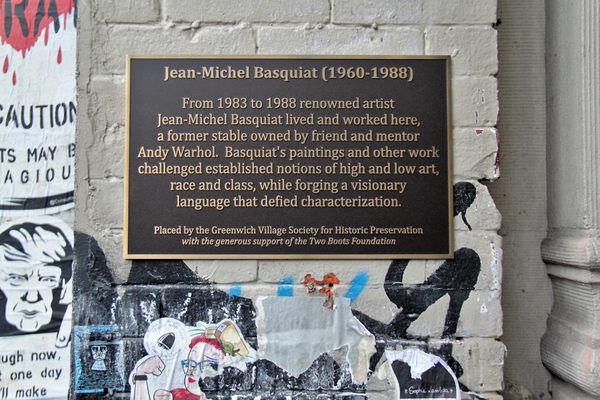 CAUTION
TS MAY B
AGIOU
Jean-Michel Basquiat (1960-1988)
From 1983 to 1988 renowned artist
Jean-Michel Basquiat lived and worked here,
a former stable owned by friend and mentor
Andy Warhol. Basquiat's paintings and other work
challenged established notions of high and low art,
race and class, while forging a visionary
language that defied characterization.
Placed by the Greenwich Village Society for Historic Preservation
with the generous support of the Two Boots Foundation
ugh now,
t one day
'll make